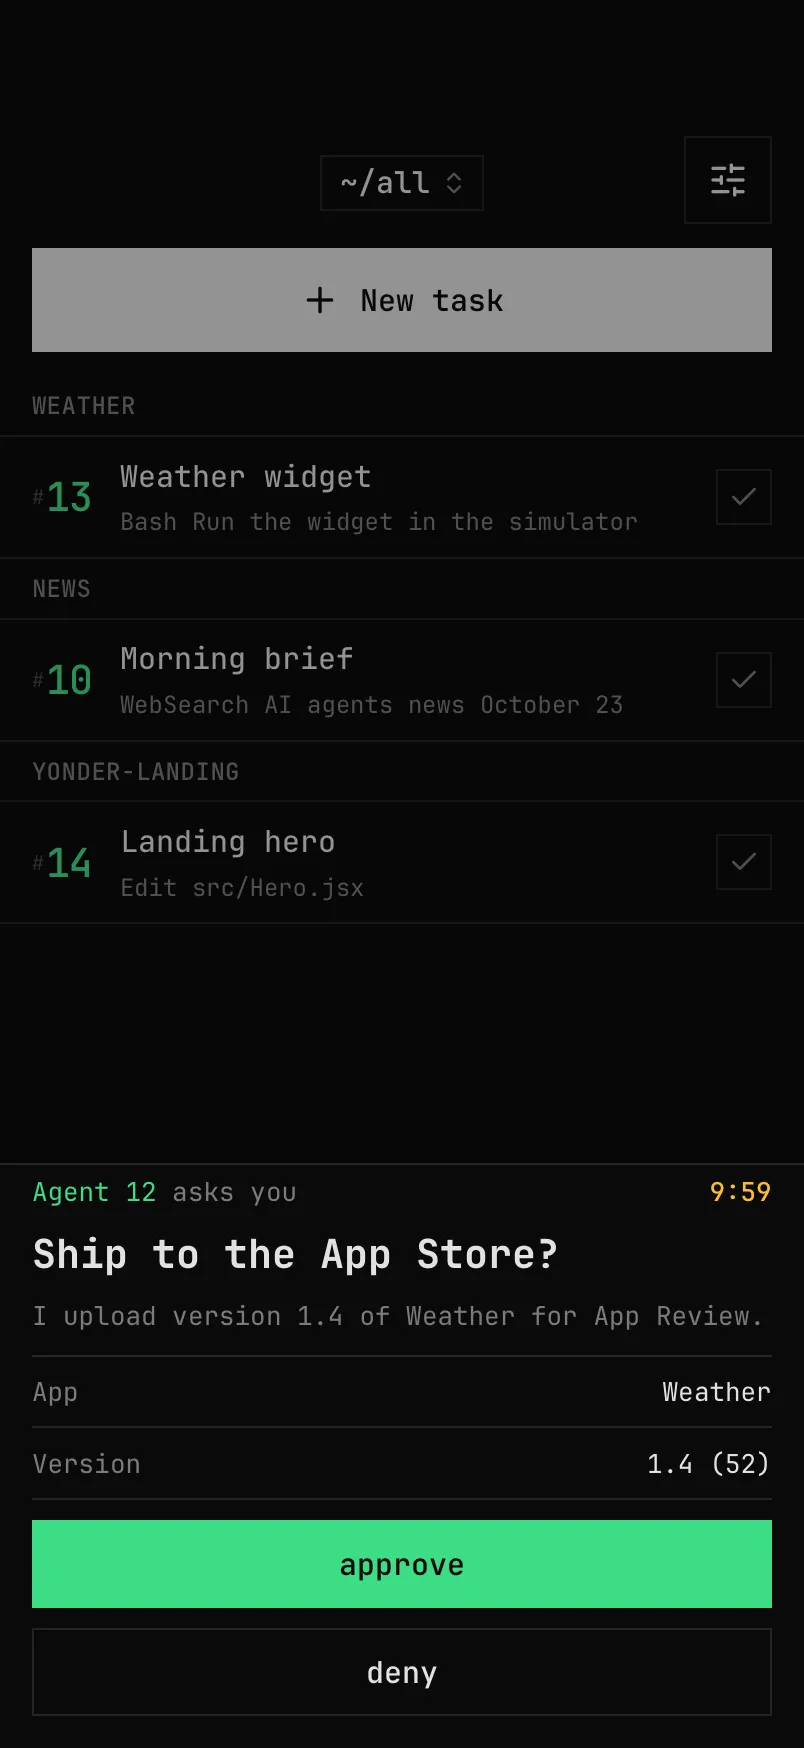 ~/all
+ New task
WEATHER
#13 Weather widget
Bash Run the widget in the simulator
NEWS
#10 Morning brief
WebSearch AI agents news October 23
YONDER-LANDING
#14 Landing hero
Edit src/Hero.jsx
Agent 12 asks you 9:59
Ship to the App Store?
I upload version 1.4 of Weather for App Review.
App Weather
Version 1.4 (52)
approve
deny